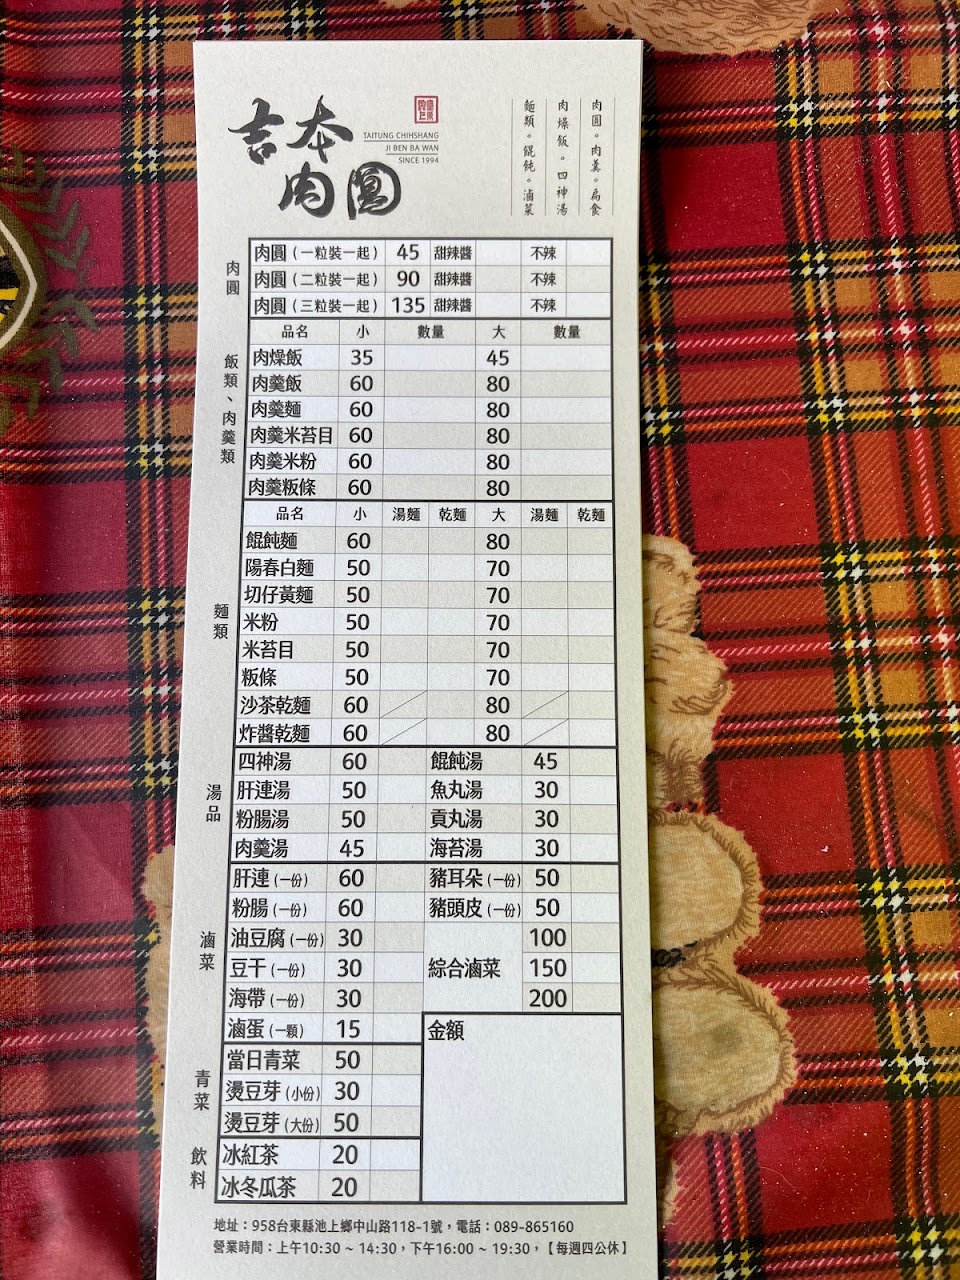 吉本
肉圓
TAITUNG CHIHSHANG
JI BEN BA WAN
SINCE 1994
肉圓。肉羹。扁食
肉燥飯。四神湯
麵類。餛飩。滷菜
肉圓
肉圓(一粒裝一起) 45 甜辣醬 不辣
肉圓(二粒裝一起) 90 甜辣醬 不辣
肉圓(三粒裝一起) 135 甜辣醬 不辣
飯類、肉羹類
品名 小 數量 大 數量
肉燥飯 35 45
肉羹飯 60 80
肉羹麵 60 80
肉羹米苔目 60 80
肉羹米粉 60 80
肉羹粄條 60 80
麵類
品名 小 湯麵 乾麵 大 湯麵 乾麵
餛飩麵 60 80
陽春白麵 50 70
切仔黃麵 50 70
米粉 50 70
米苔目 50 70
粄條 50 70
沙茶乾麵 60 80
炸醬乾麵 60 80
湯品
四神湯 60 餛飩湯 45
肝連湯 50 魚丸湯 30
粉腸湯 50 貢丸湯 30
肉羹湯 45 海苔湯 30
滷菜
肝連(一份) 60 豬耳朵(一份) 50
粉腸(一份) 60 豬頭皮(一份) 50
油豆腐(一份) 30 綜合滷菜 100
豆干(一份) 30 150
海帶(一份) 30 200
滷蛋(一顆) 15 金額
青菜
當日青菜 50
燙豆芽(小份) 30
燙豆芽(大份) 50
飲料
冰紅茶 20
冰冬瓜茶 20
地址：958台東縣池上鄉中山路118-1號，電話：089-865160
營業時間：上午10:30 ~ 14:30，下午16:00 ~ 19:30，【每週四公休】